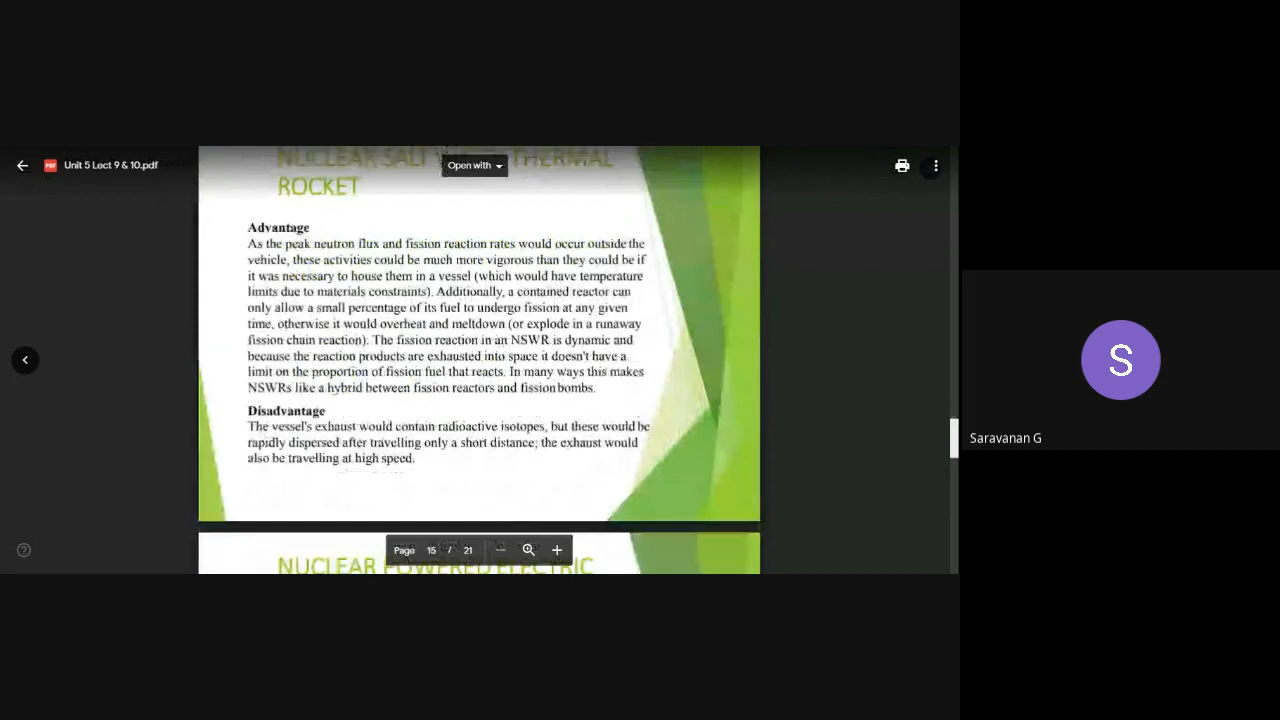 Unit 5 Lect 9 & 10.pdf
Open with
NUCLEAR SALT THERMAL
ROCKET
Advantage
As the peak neutron flux and fission reaction rates would occur outside the
vehicle, these activities could be much more vigorous than they could be if
it was necessary to house them in a vessel (which would have temperature
limits due to materials constraints). Additionally, a contained reactor can
only allow a small percentage of its fuel to undergo fission at any given
time, otherwise it would overheat and meltdown (or explode in a runaway
fission chain reaction). The fission reaction in an NSWR is dynamic and
because the reaction products are exhausted into space it doesn't have a
limit on the proportion of fission fuel that reacts. In many ways this makes
NSWRs like a hybrid between fission reactors and fission bombs.
Disadvantage
The vessel's exhaust would contain radioactive isotopes, but these would be
rapidly dispersed after travelling only a short distance; the exhaust would
also be travelling at high speed.
Page 15 / 21
NUCLEAR POWERED ELECTRIC
S
Saravanan G